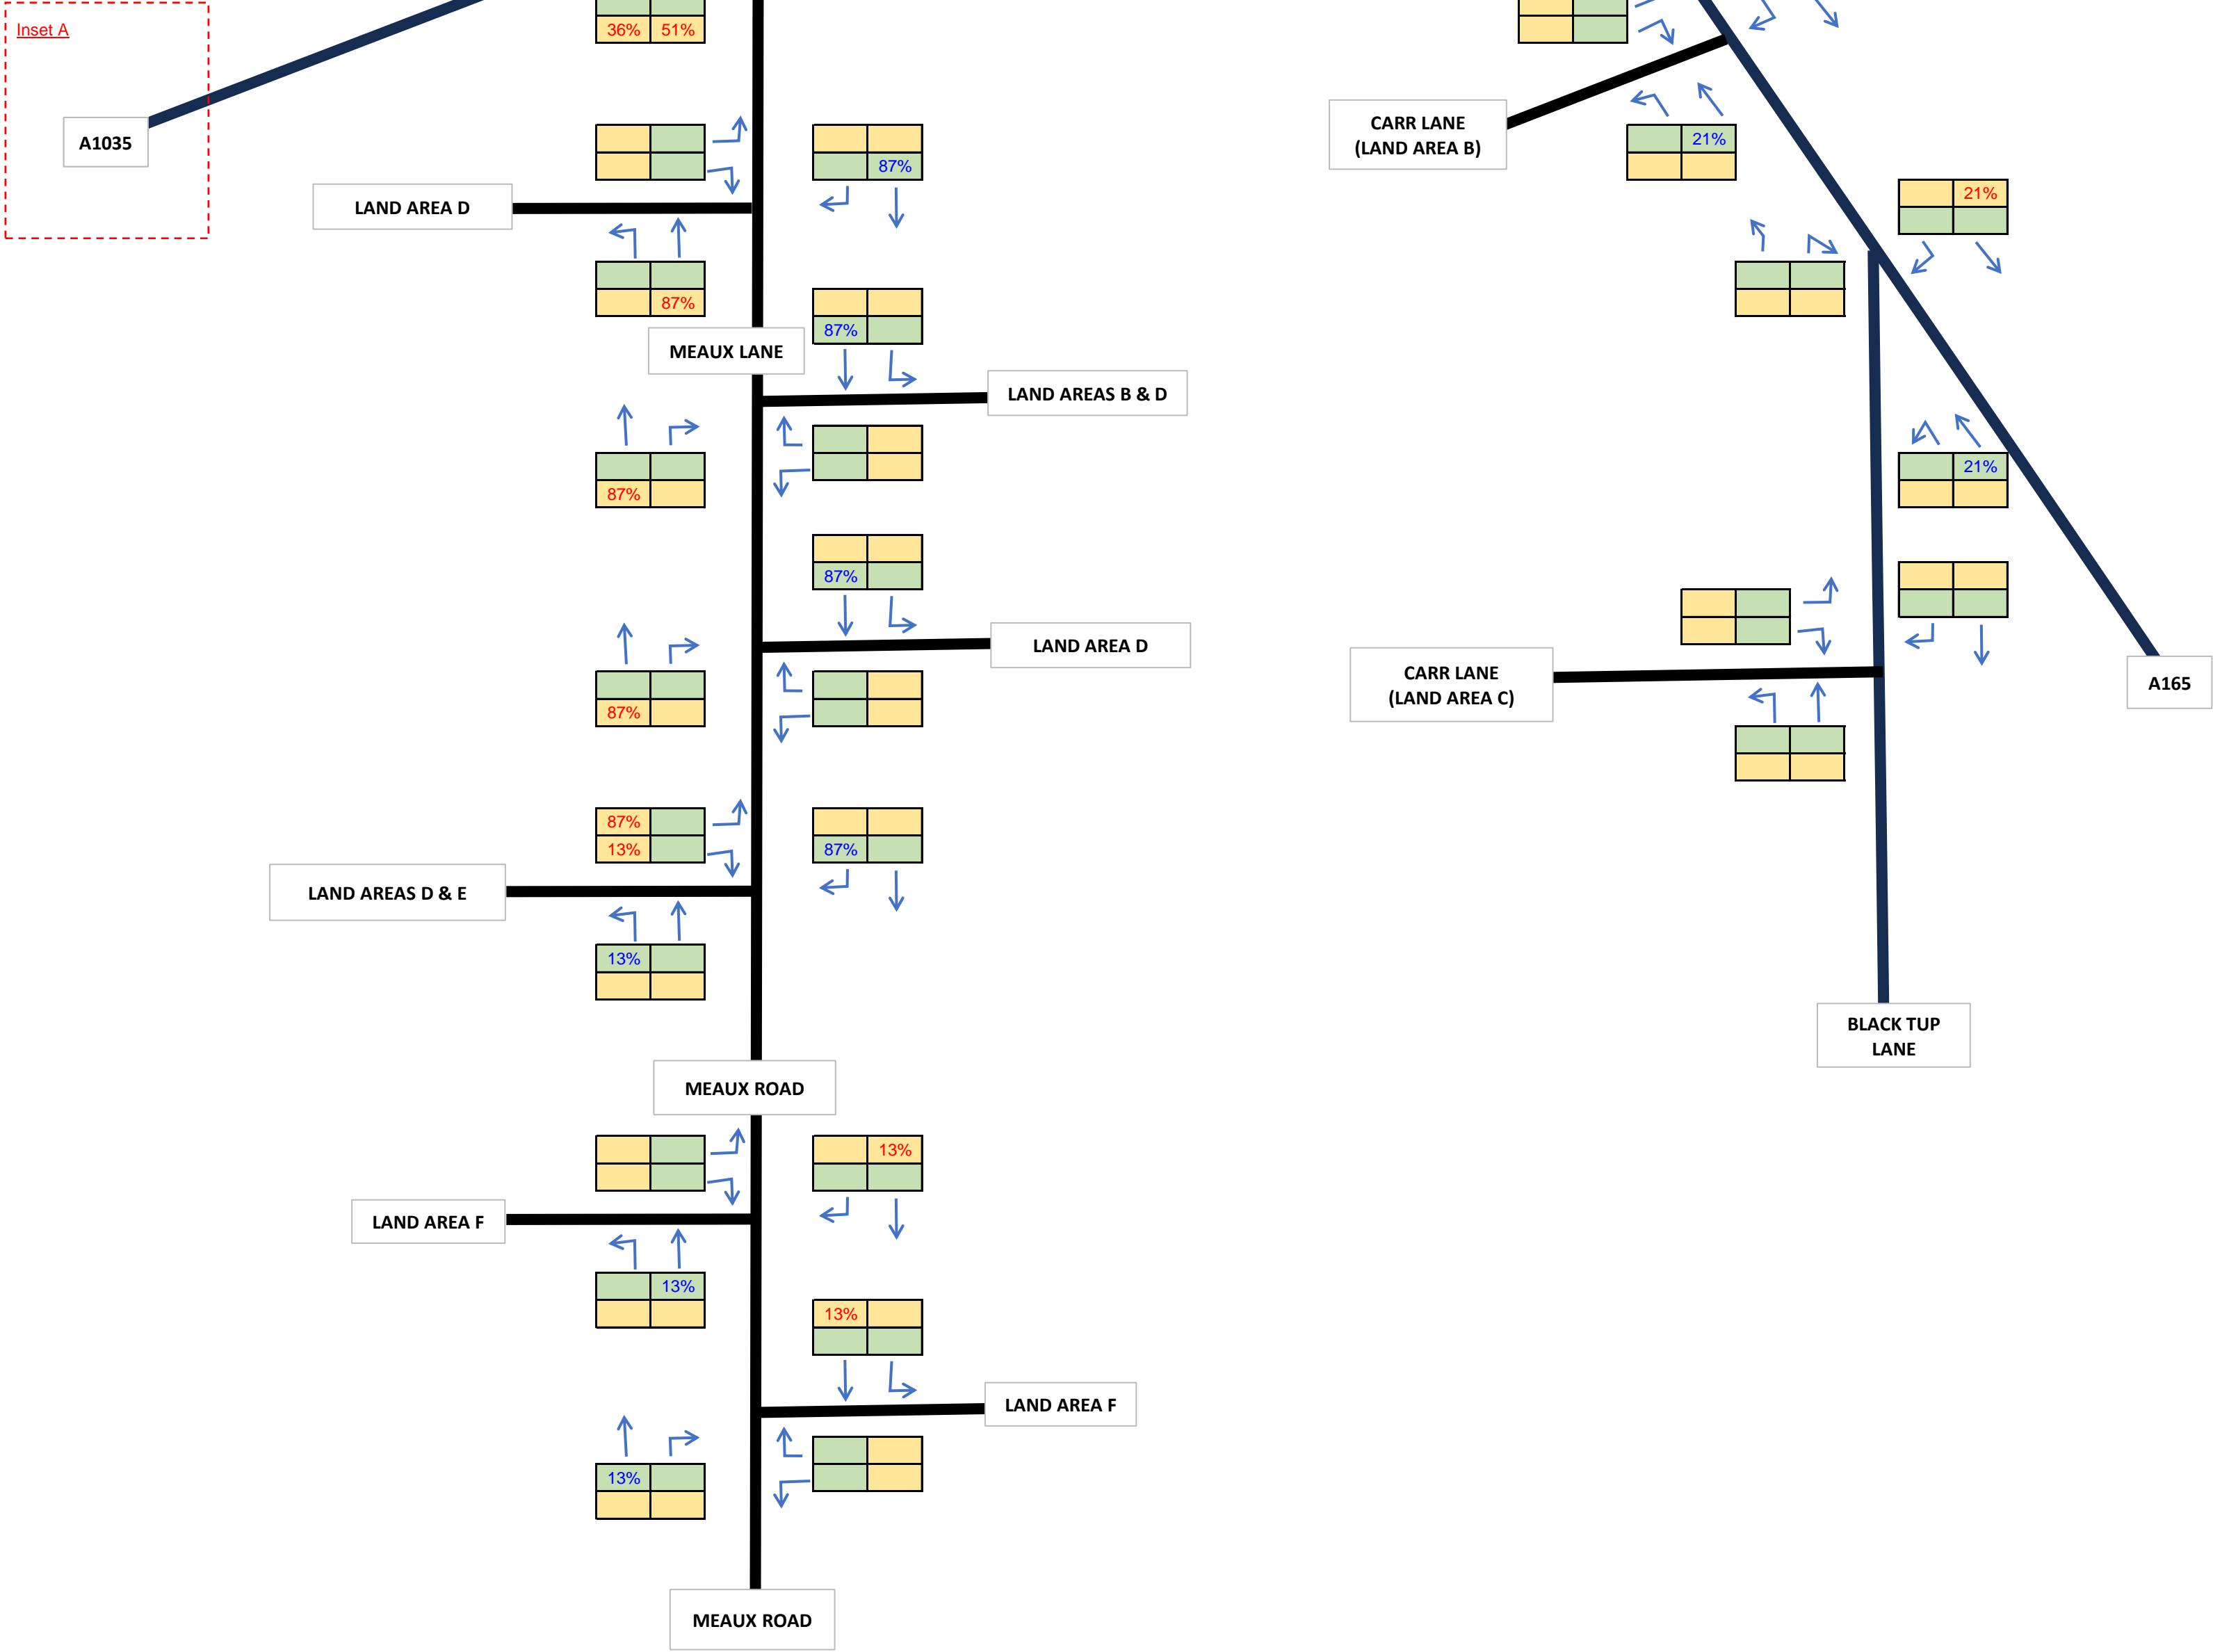 Inset A
36% 51%
A1035
CARR LANE
(LAND AREA B)
21%
87%
21%
LAND AREA D
87%
87%
MEAUX LANE
LAND AREAS B & D
87%
21%
87%
LAND AREA D
87%
CARR LANE
(LAND AREA C)
A165
87%
13%
87%
LAND AREAS D & E
13%
BLACK TUP
LANE
MEAUX ROAD
13%
LAND AREA F
13%
13%
LAND AREA F
13%
MEAUX ROAD